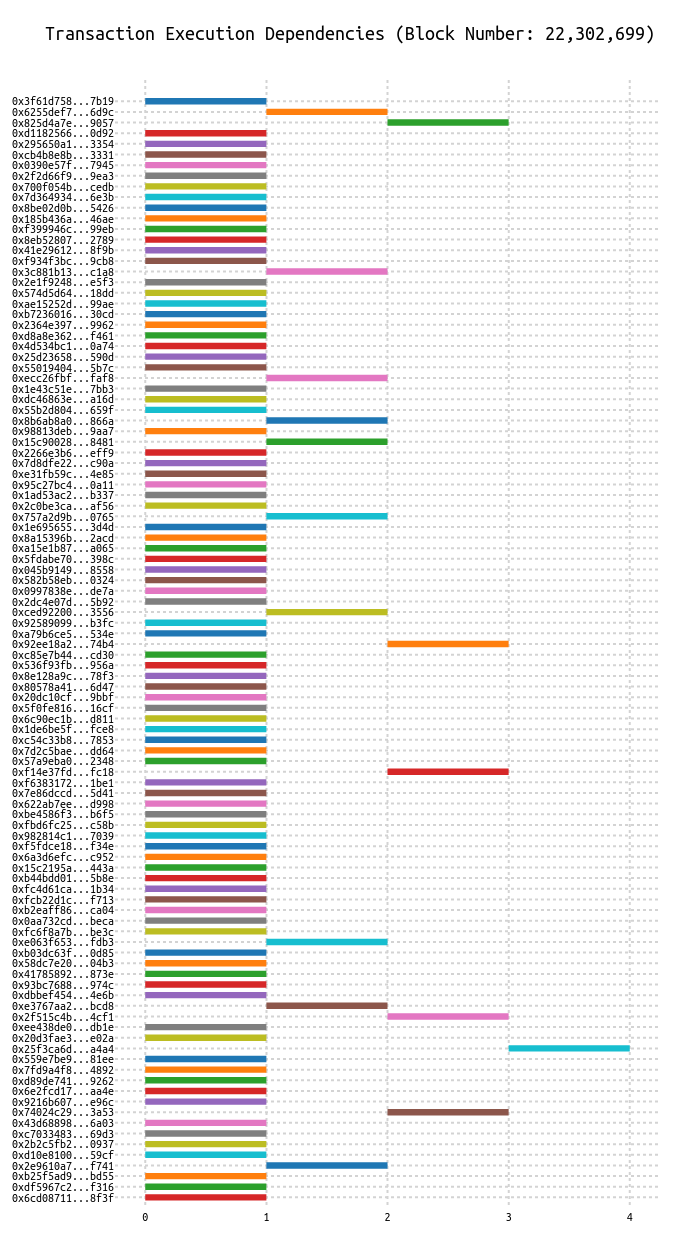 Transaction Execution Dependencies (Block Number: 22,302,699)
0x3f61d758...7b19
0x6255def7...6d9c
0x825d4a7e...9057
0xd1182566...0d92
0x295650a1...3354
0xcb4b8e8b...3331
0x0390e57f...7945
0x2f2d66f9...9ea3
0x700f054b...cedb
0x7d364934...6e3b
0x8be02d0b...5426
0x185b436a...46ae
0xf399946c...99eb
0x8eb52807...2789
0x41e29612...8f9b
0xf934f3bc...9cb8
0x3c881b13...c1a8
0x2e1f9248...e5f3
0x574d5d64...18dd
0xae15252d...99ae
0xb7236016...30cd
0x2364e397...9962
0xd8a8e362...f461
0x4d534bc1...0a74
0x25d23658...590d
0x55019404...5b7c
0xecc26fbf...faf8
0x1e43c51e...7bb3
0xdc46863e...a16d
0x55b2d804...659f
0x8b6ab8a0...866a
0x98813deb...9aa7
0x15c90028...8481
0x2266e3b6...eff9
0x7d8dfe22...c90a
0xe31fb59c...4e85
0x95c27bc4...0a11
0x1ad53ac2...b337
0x2c0be3ca...af56
0x757a2d9b...0765
0x1e695655...3d4d
0x8a15396b...2acd
0xa15e1b87...a065
0x5fdabe70...398c
0x045b9149...8558
0x582b58eb...0324
0x0997838e...de7a
0x2dc4e07d...5b92
0xced92200...3556
0x92589099...b3fc
0xa79b6ce5...534e
0x92ee18a2...74b4
0xc85e7b44...cd30
0x536f93fb...956a
0x8e128a9c...78f3
0x80578a41...6d47
0x20dc10cf...9bbf
0x5f0fe816...16cf
0x6c90ec1b...d811
0x1de6be5f...fce8
0xc54c33b8...7853
0x7d2c5bae...dd64
0x57a9eba0...2348
0xf14e37fd...fc18
0xf6383172...1be1
0x7e86dccd...5d41
0x622ab7ee...d998
0xbe4586f3...b6f5
0xfbd6fc25...c58b
0x982814c1...7039
0xf5fdce18...f34e
0x6a3d6efc...c952
0x15c2195a...443a
0xb44bdd01...5b8e
0xfc4d61ca...1b34
0xfcb22d1c...f713
0xb2eaff86...ca04
0x0aa732cd...beca
0xfc6f8a7b...be3c
0xe063f653...fdb3
0xb03dc63f...0d85
0x58dc7e20...04b3
0x41785892...873e
0x93bc7688...974c
0xdbbef454...4e6b
0xe3767aa2...bcd8
0x2f515c4b...4cf1
0xee438de0...db1e
0x20d3fae3...e02a
0x25f3ca6d...a4a4
0x559e7be9...81ee
0x7fd9a4f8...4892
0xd89de741...9262
0x6e2fcd17...aa4e
0x9216b607...e96c
0x74024c29...3a53
0x43d68898...6a03
0xc7033483...69d3
0x2b2c5fb2...0937
0xd10e8100...59cf
0x2e9610a7...f741
0xb25f5ad9...bd55
0xdf5967c2...f316
0x6cd08711...8f3f
0 1 2 3 4